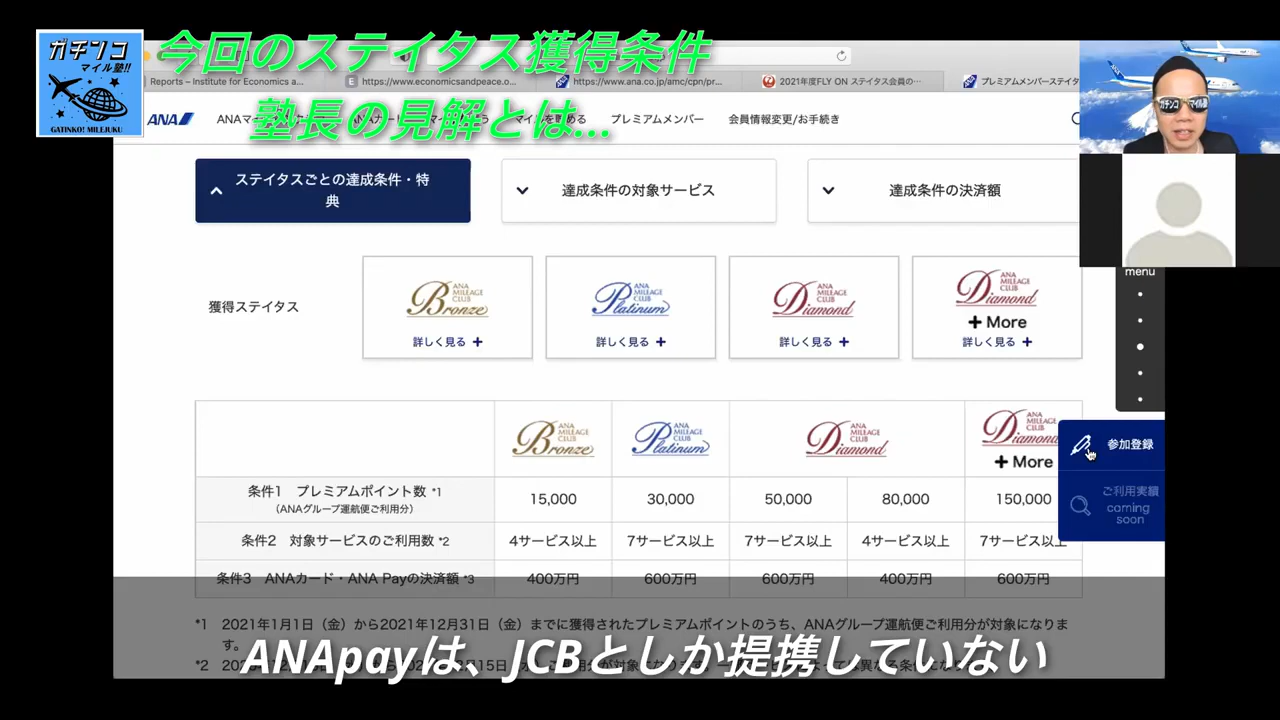 ガチンコ
マイル塾!!
GATINKO! MILEJUKU
今回のステイタス獲得条件
塾長の見解とは...
Reports – Institute for Economics a...
https://www.economicsandpeace.o...
https://www.ana.co.jp/amc/cpn/pr...
2021年度FLY ON ステイタス会員の…
プレミアムメンバーステイタ
ANA
プレミアムメンバー
会員情報変更/お手続き
ステイタスごとの達成条件・特
典
達成条件の対象サービス
達成条件の決済額
ガチンコ マイル塾
menu
獲得ステイタス
ANA MILEAGE CLUB Bronze
ANA MILEAGE CLUB Platinum
ANA MILEAGE CLUB Diamond
ANA MILEAGE CLUB Diamond
+ More
詳しく見る +
詳しく見る +
詳しく見る +
詳しく見る +
ANA MILEAGE CLUB Bronze
ANA MILEAGE CLUB Platinum
ANA MILEAGE CLUB Diamond
ANA MILEAGE CLUB Diamond
+ More
参加登録
ご利用実績
coming
soon
条件1 プレミアムポイント数 *1
（ANAグループ運航便ご利用分）
15,000 30,000 50,000 80,000 150,000
条件2 対象サービスのご利用数 *2
4サービス以上 7サービス以上 7サービス以上 4サービス以上 7サービス以上
条件3 ANAカード・ANA Payの決済額 *3
400万円 600万円 600万円 400万円 600万円
*1 2021年1月1日（金）から2021年12月31日（金）までに獲得されたプレミアムポイントのうち、ANAグループ運航便ご利用分が対象になりま
す。
*2
ANApayは、JCBとしか提携していない